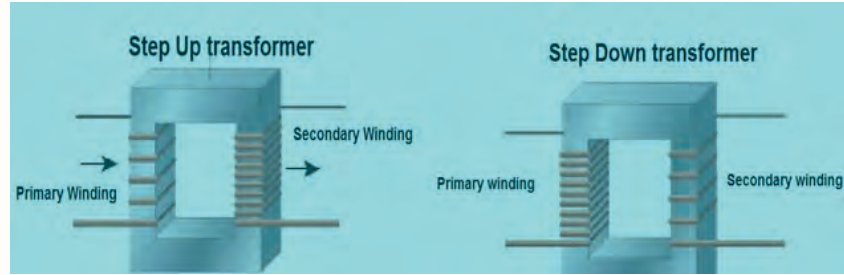 Step Up transformer
Secondary Winding
Primary Winding
Step Down transformer
Primary winding
Secondary winding